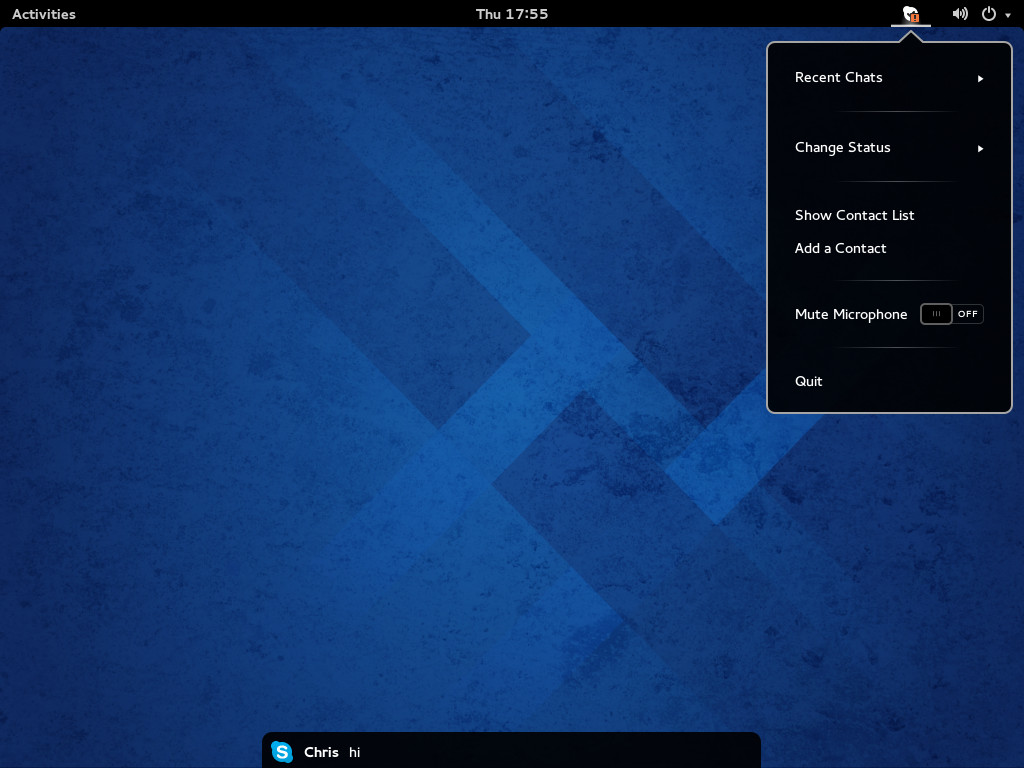 Activities Thu 17:55
Recent Chats
Change Status
Show Contact List
Add a Contact
Mute Microphone OFF
Quit
S Chris hi